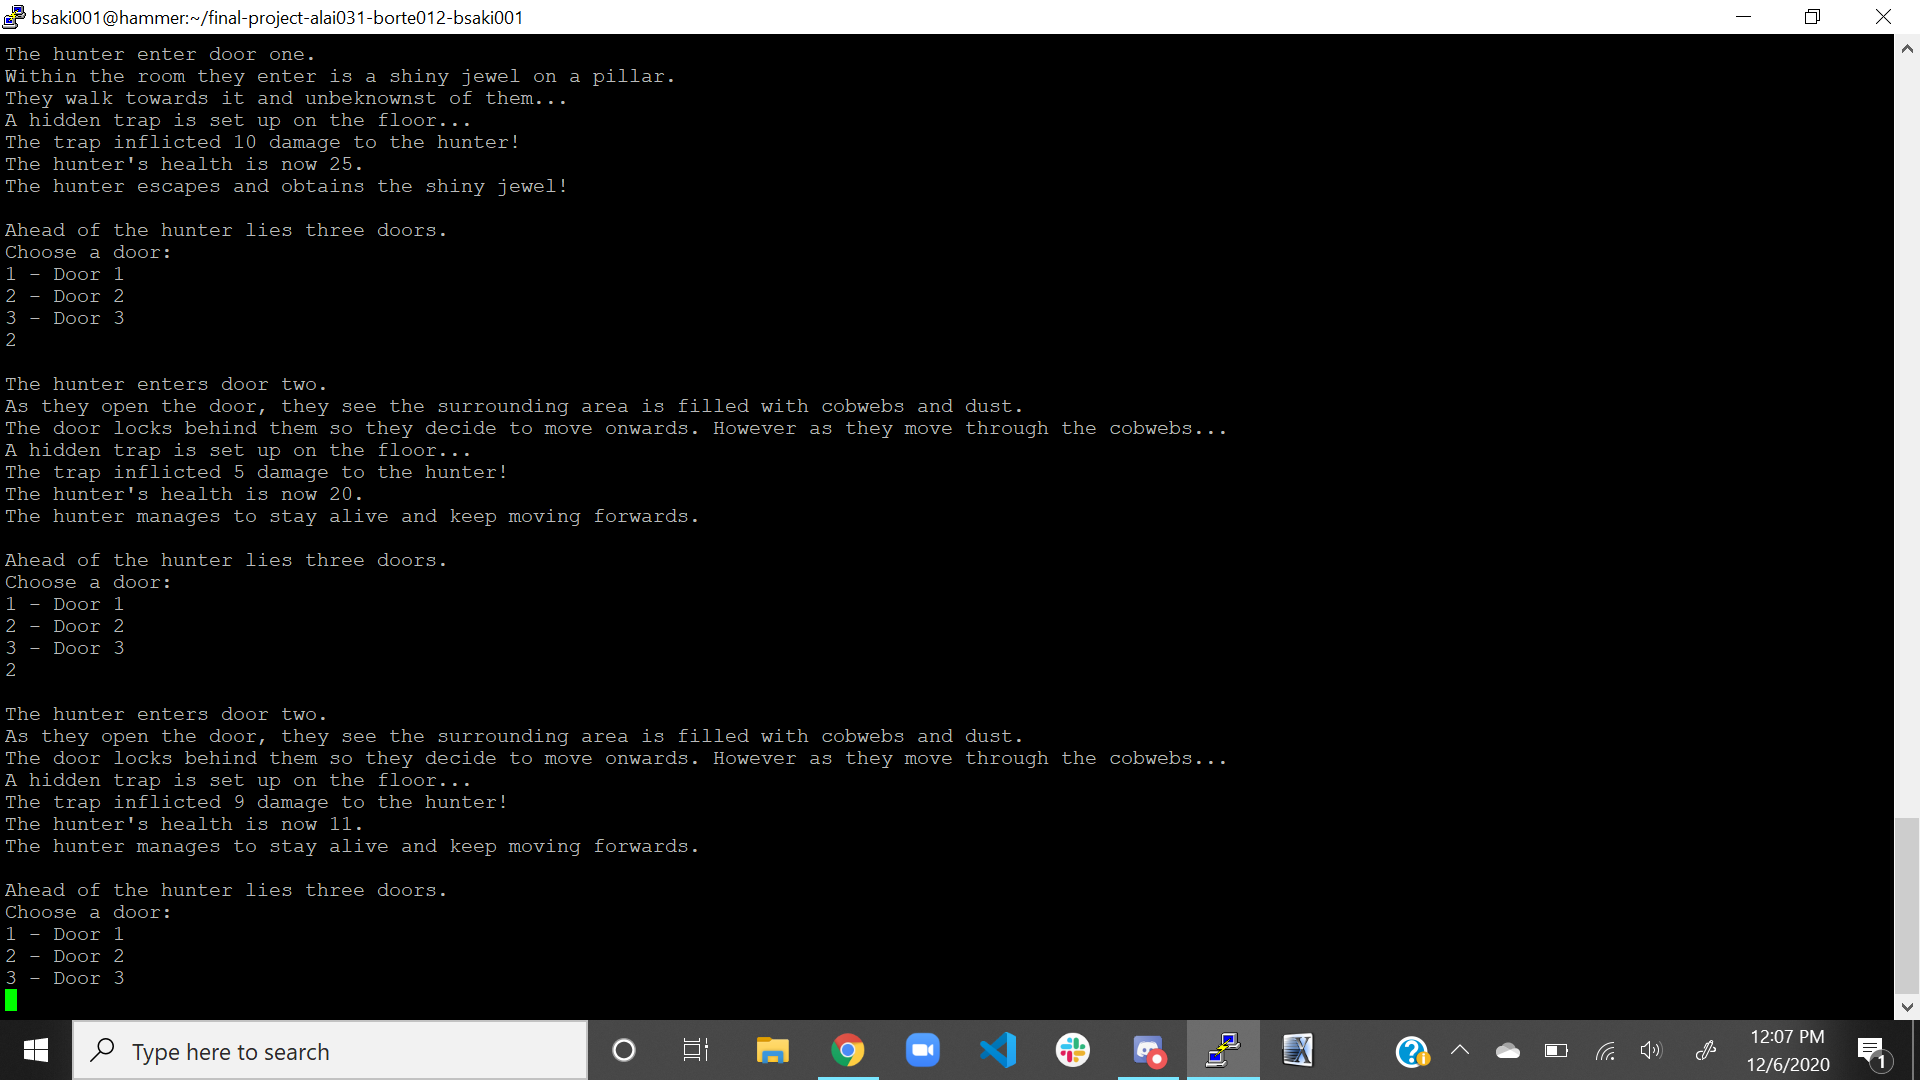 bsaki001@hammer:~/final-project-alai031-borte012-bsaki001
The hunter enter door one.
Within the room they enter is a shiny jewel on a pillar.
They walk towards it and unbeknownst of them...
A hidden trap is set up on the floor...
The trap inflicted 10 damage to the hunter!
The hunter's health is now 25.
The hunter escapes and obtains the shiny jewel!
Ahead of the hunter lies three doors.
Choose a door:
1 - Door 1
2 - Door 2
3 - Door 3
2
The hunter enters door two.
As they open the door, they see the surrounding area is filled with cobwebs and dust.
The door locks behind them so they decide to move onwards. However as they move through the cobwebs...
A hidden trap is set up on the floor...
The trap inflicted 5 damage to the hunter!
The hunter's health is now 20.
The hunter manages to stay alive and keep moving forwards.
Ahead of the hunter lies three doors.
Choose a door:
1 - Door 1
2 - Door 2
3 - Door 3
2
The hunter enters door two.
As they open the door, they see the surrounding area is filled with cobwebs and dust.
The door locks behind them so they decide to move onwards. However as they move through the cobwebs...
A hidden trap is set up on the floor...
The trap inflicted 9 damage to the hunter!
The hunter's health is now 11.
The hunter manages to stay alive and keep moving forwards.
Ahead of the hunter lies three doors.
Choose a door:
1 - Door 1
2 - Door 2
3 - Door 3
Type here to search
12:07 PM
12/6/2020
1